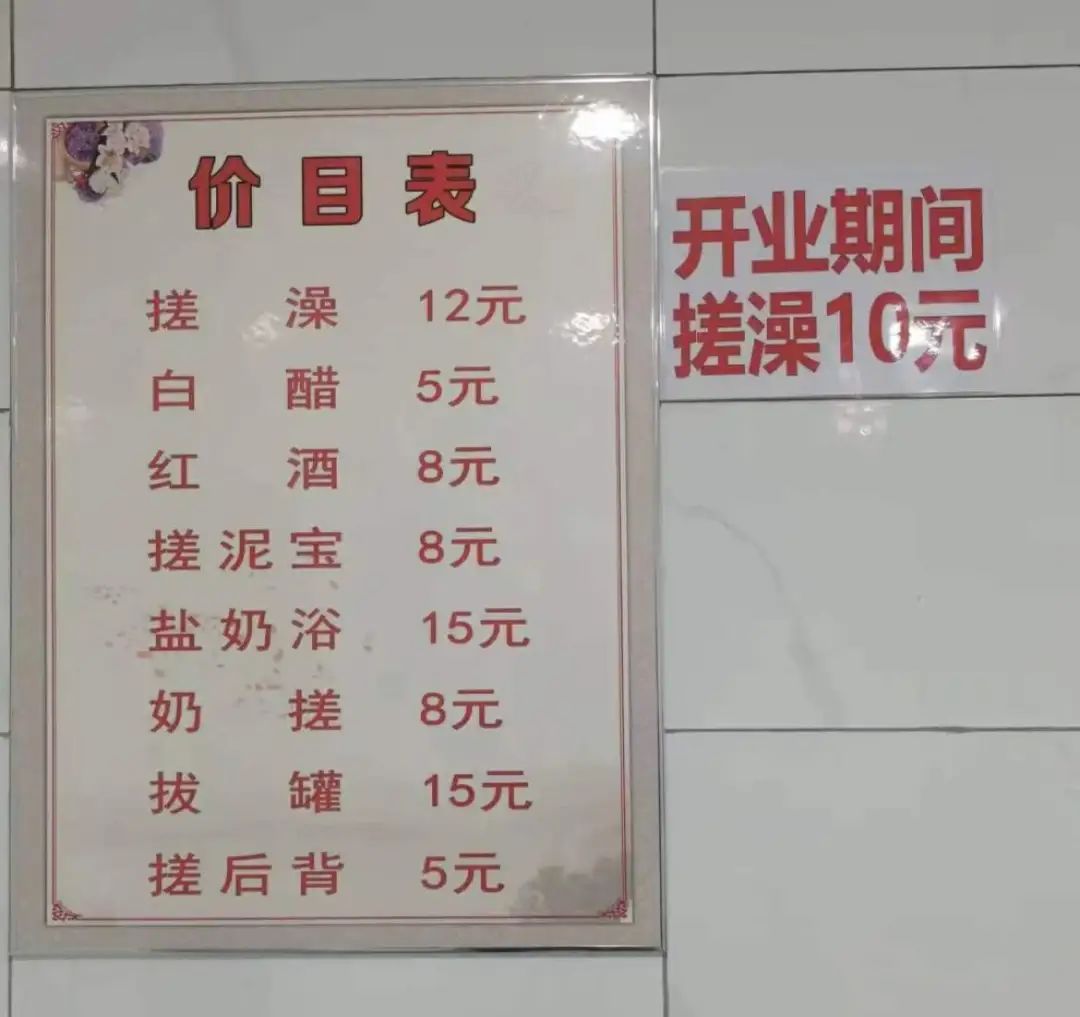 价目表
搓澡 12元
白醋 5元
红酒 8元
搓泥宝 8元
盐奶浴 15元
奶搓 8元
拔罐 15元
搓后背 5元
开业期间
搓澡10元